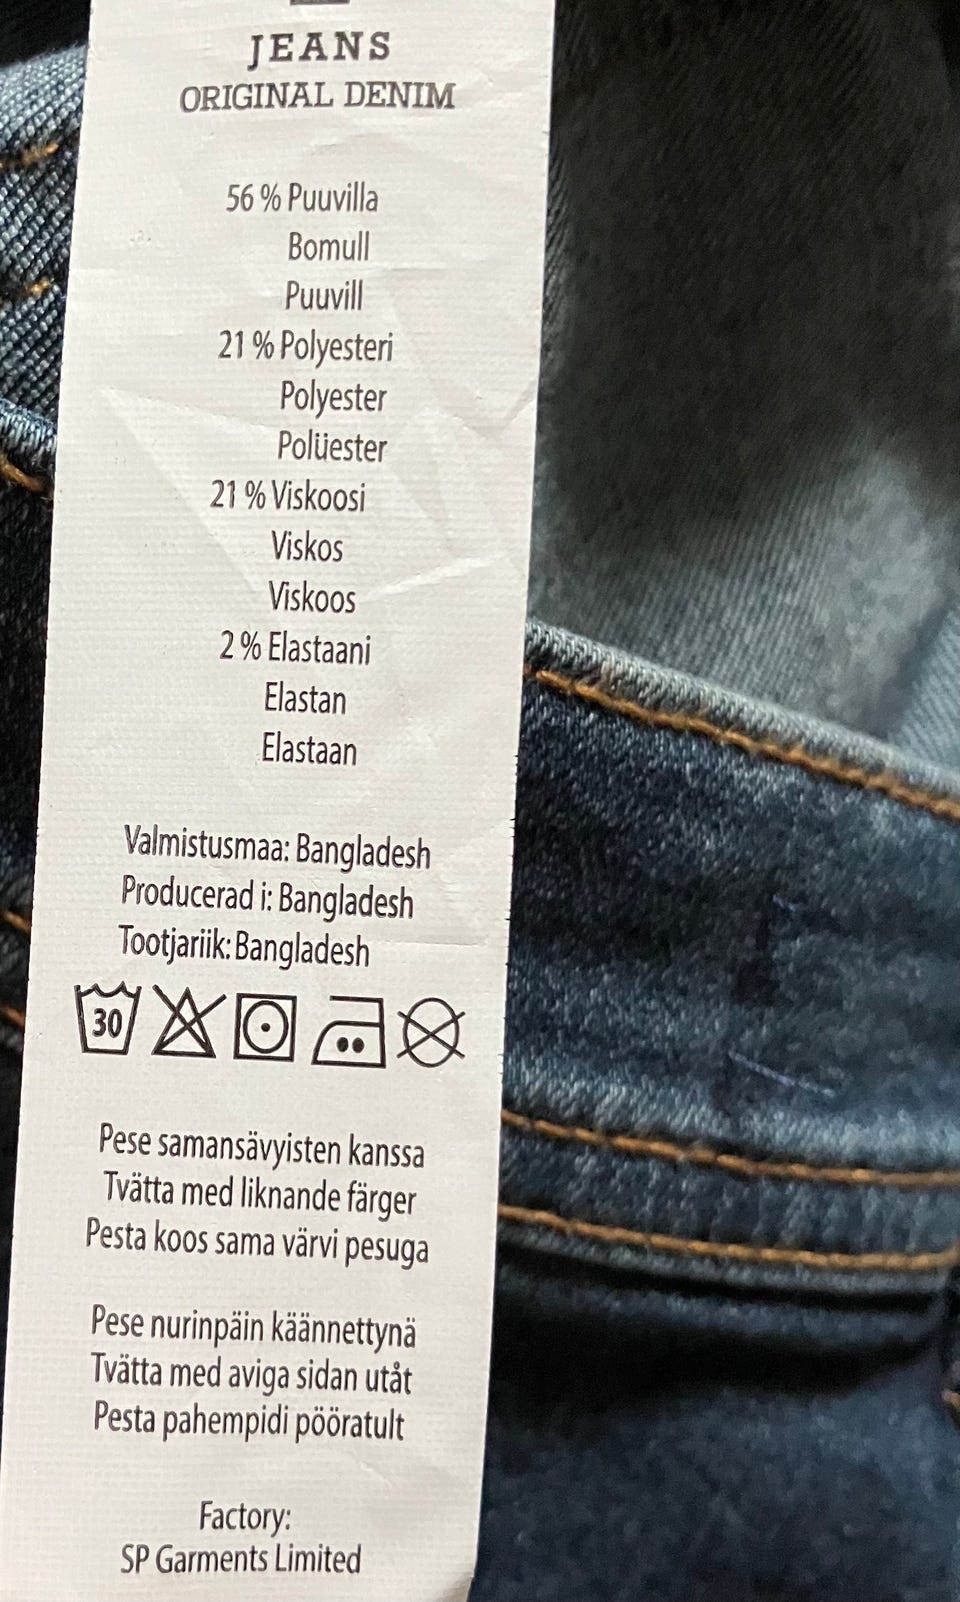 JEANS
ORIGINAL DENIM
56 % Puuvilla
Bomull
Puuvill
21 % Polyesteri
Polyester
Polüester
21 % Viskoosi
Viskos
Viskoos
2 % Elastaani
Elastan
Elastaan
Valmistusmaa: Bangladesh
Producerad i: Bangladesh
Tootjariik: Bangladesh
30
Pese samansävyisten kanssa
Tvätta med liknande färger
Pesta koos sama värvi pesuga
Pese nurinpäin käännettynä
Tvätta med aviga sidan utåt
Pesta pahempidi pööratult
Factory:
SP Garments Limited